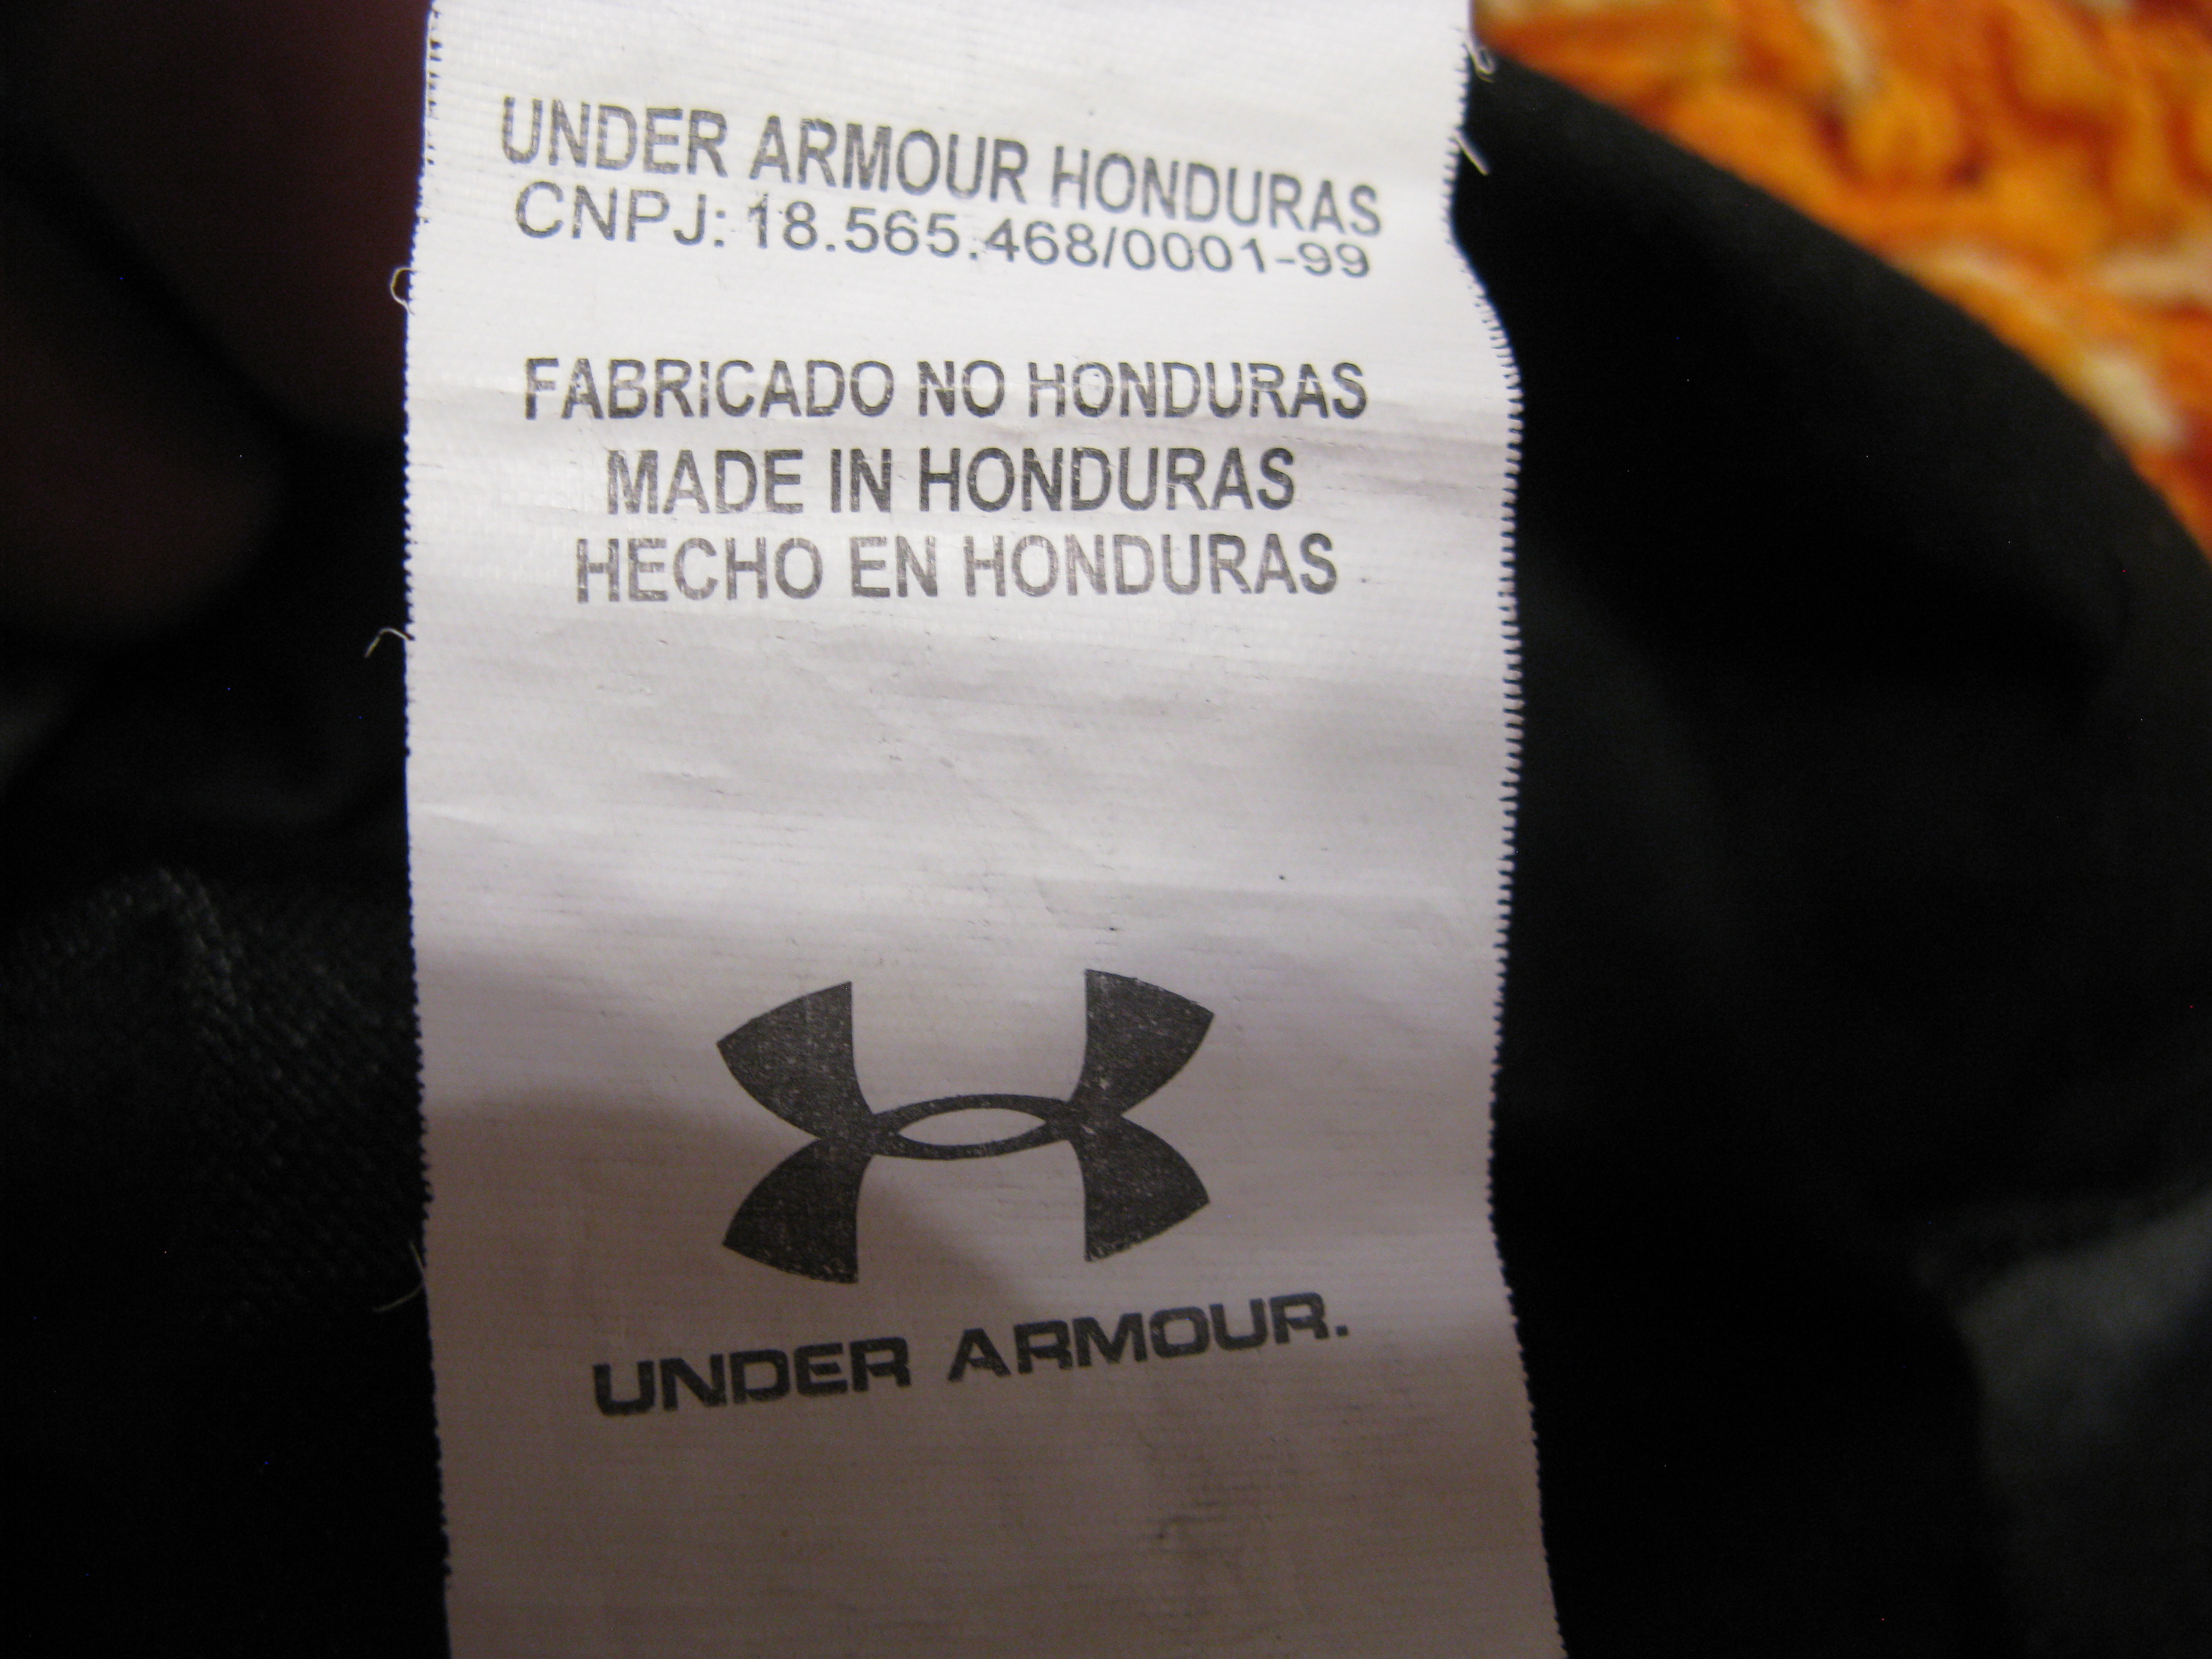 UNDER ARMOUR HONDURAS
CNPJ: 18.565.468/0001-99
FABRICADO NO HONDURAS
MADE IN HONDURAS
HECHO EN HONDURAS
UNDER ARMOUR.